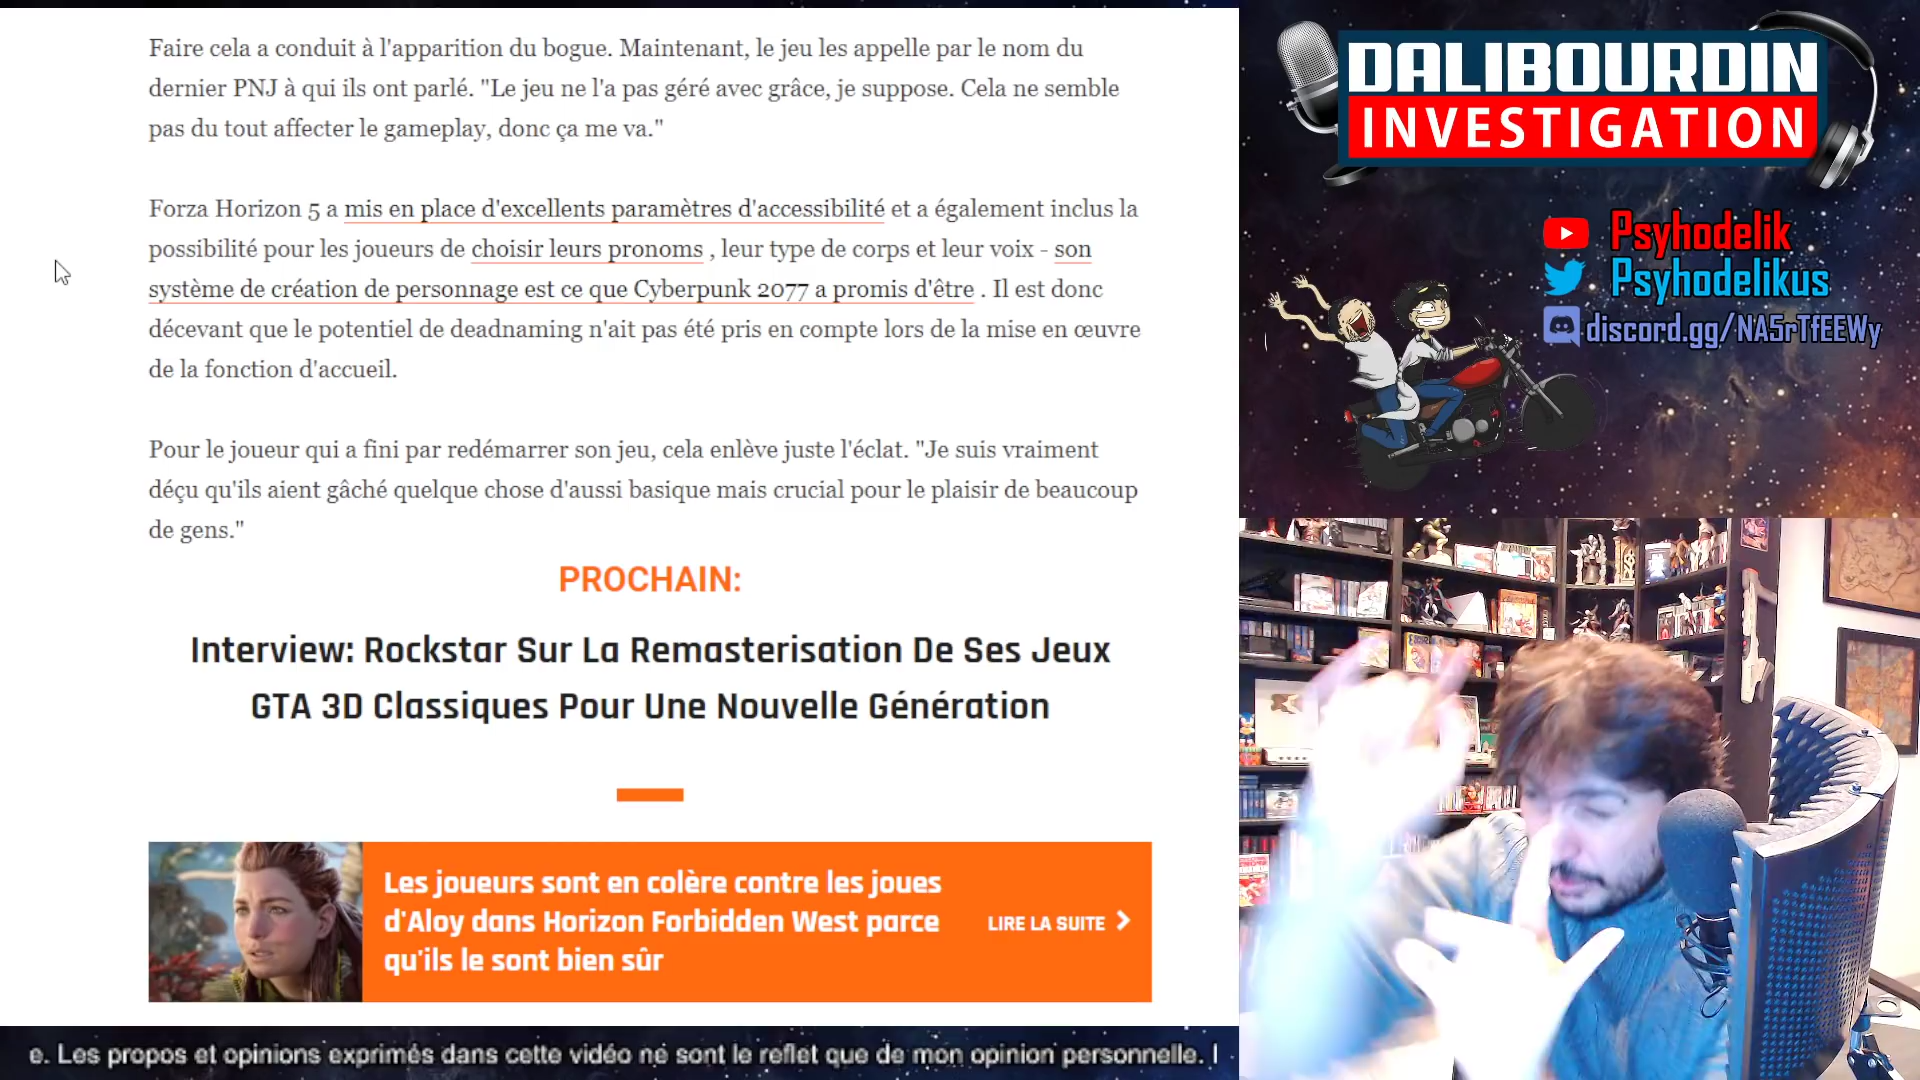 Faire cela a conduit à l'apparition du bogue. Maintenant, le jeu les appelle par le nom du
dernier PNJ à qui ils ont parlé. "Le jeu ne l'a pas géré avec grâce, je suppose. Cela ne semble
pas du tout affecter le gameplay, donc ça me va."
Forza Horizon 5 a mis en place d'excellents paramètres d'accessibilité et a également inclus la
possibilité pour les joueurs de choisir leurs pronoms , leur type de corps et leur voix - son
système de création de personnage est ce que Cyberpunk 2077 a promis d'être . Il est donc
décevant que le potentiel de deadnaming n'ait pas été pris en compte lors de la mise en œuvre
de la fonction d'accueil.
Pour le joueur qui a fini par redémarrer son jeu, cela enlève juste l'éclat. "Je suis vraiment
déçu qu'ils aient gâché quelque chose d'aussi basique mais crucial pour le plaisir de beaucoup
de gens."
PROCHAIN:
Interview: Rockstar Sur La Remasterisation De Ses Jeux
GTA 3D Classiques Pour Une Nouvelle Génération
Les joueurs sont en colère contre les joues
d'Aloy dans Horizon Forbidden West parce
qu'ils le sont bien sûr
LIRE LA SUITE
e. Les propos et opinions exprimés dans cette vidéo ne sont le reflet que de mon opinion personnelle. l
DALIBOURDIN
INVESTIGATION
Psyhodelik
Psyhodelikus
discord.gg/NA5rTfEEWy